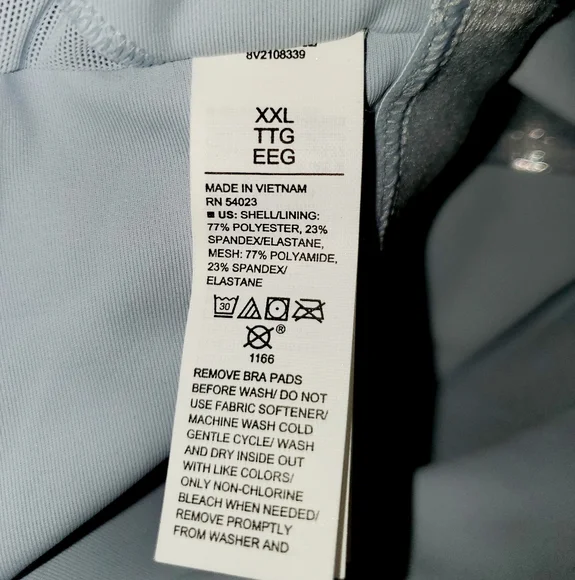 8V2108339
XXL
TTG
EEG
MADE IN VIETNAM
RN 54023
■ US: SHELL/LINING:
77% POLYESTER, 23%
SPANDEX/ELASTANE,
MESH: 77% POLYAMIDE,
23% SPANDEX/
ELASTANE
30
®
1166
REMOVE BRA PADS
BEFORE WASH/ DO NOT
USE FABRIC SOFTENER/
MACHINE WASH COLD
GENTLE CYCLE/ WASH
AND DRY INSIDE OUT
WITH LIKE COLORS/
ONLY NON-CHLORINE
BLEACH WHEN NEEDED/
REMOVE PROMPTLY
FROM WASHER AND